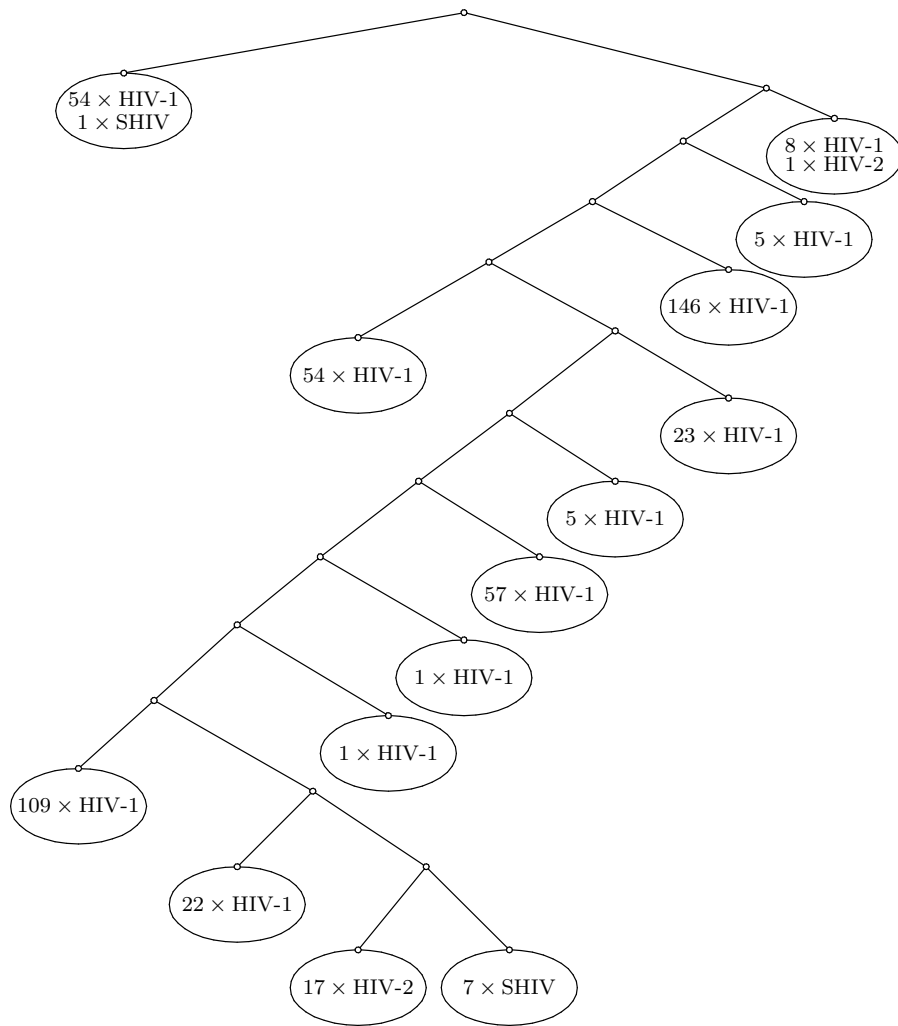 54 × HIV-1
1 × SHIV
8 × HIV-1
1 × HIV-2
5 × HIV-1
146 × HIV-1
54 × HIV-1
23 × HIV-1
5 × HIV-1
57 × HIV-1
1 × HIV-1
1 × HIV-1
109 × HIV-1
22 × HIV-1
17 × HIV-2
7 × SHIV